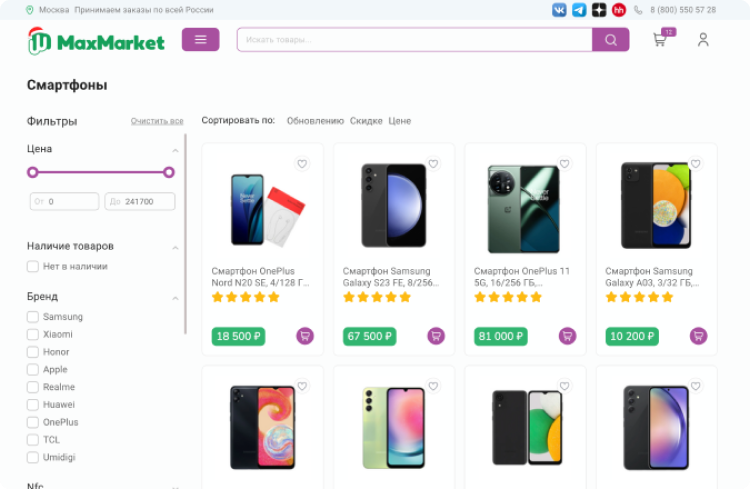 Москва Принимаем заказы по всей России
8 (800) 550 57 28
MaxMarket
Искать товары...
12
Смартфоны
Фильтры
Очистить все
Сортировать по: Обновлению Скидке Цене
Цена
От 0
До 241700
Наличие товаров
Нет в наличии
Бренд
Samsung
Xiaomi
Honor
Apple
Realme
Huawei
OnePlus
TCL
Umidigi
Nfc
Смартфон OnePlus
Nord N20 SE, 4/128 Г...
18 500 ₽
Смартфон Samsung
Galaxy S23 FE, 8/256...
67 500 ₽
Смартфон OnePlus 11
5G, 16/256 ГБ,...
81 000 ₽
Смартфон Samsung
Galaxy A03, 3/32 ГБ,...
10 200 ₽